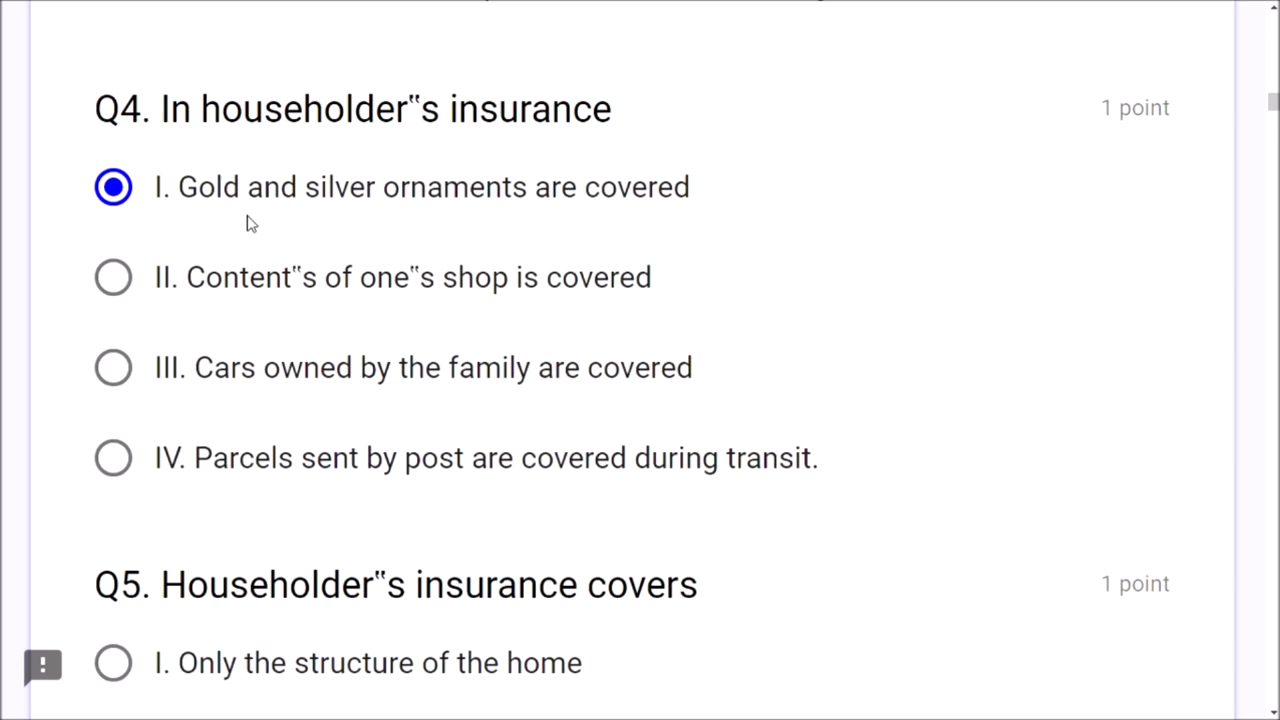 Q4. In householder‟s insurance
1 point
I. Gold and silver ornaments are covered
II. Content‟s of one‟s shop is covered
III. Cars owned by the family are covered
IV. Parcels sent by post are covered during transit.
Q5. Householder‟s insurance covers
1 point
I. Only the structure of the home